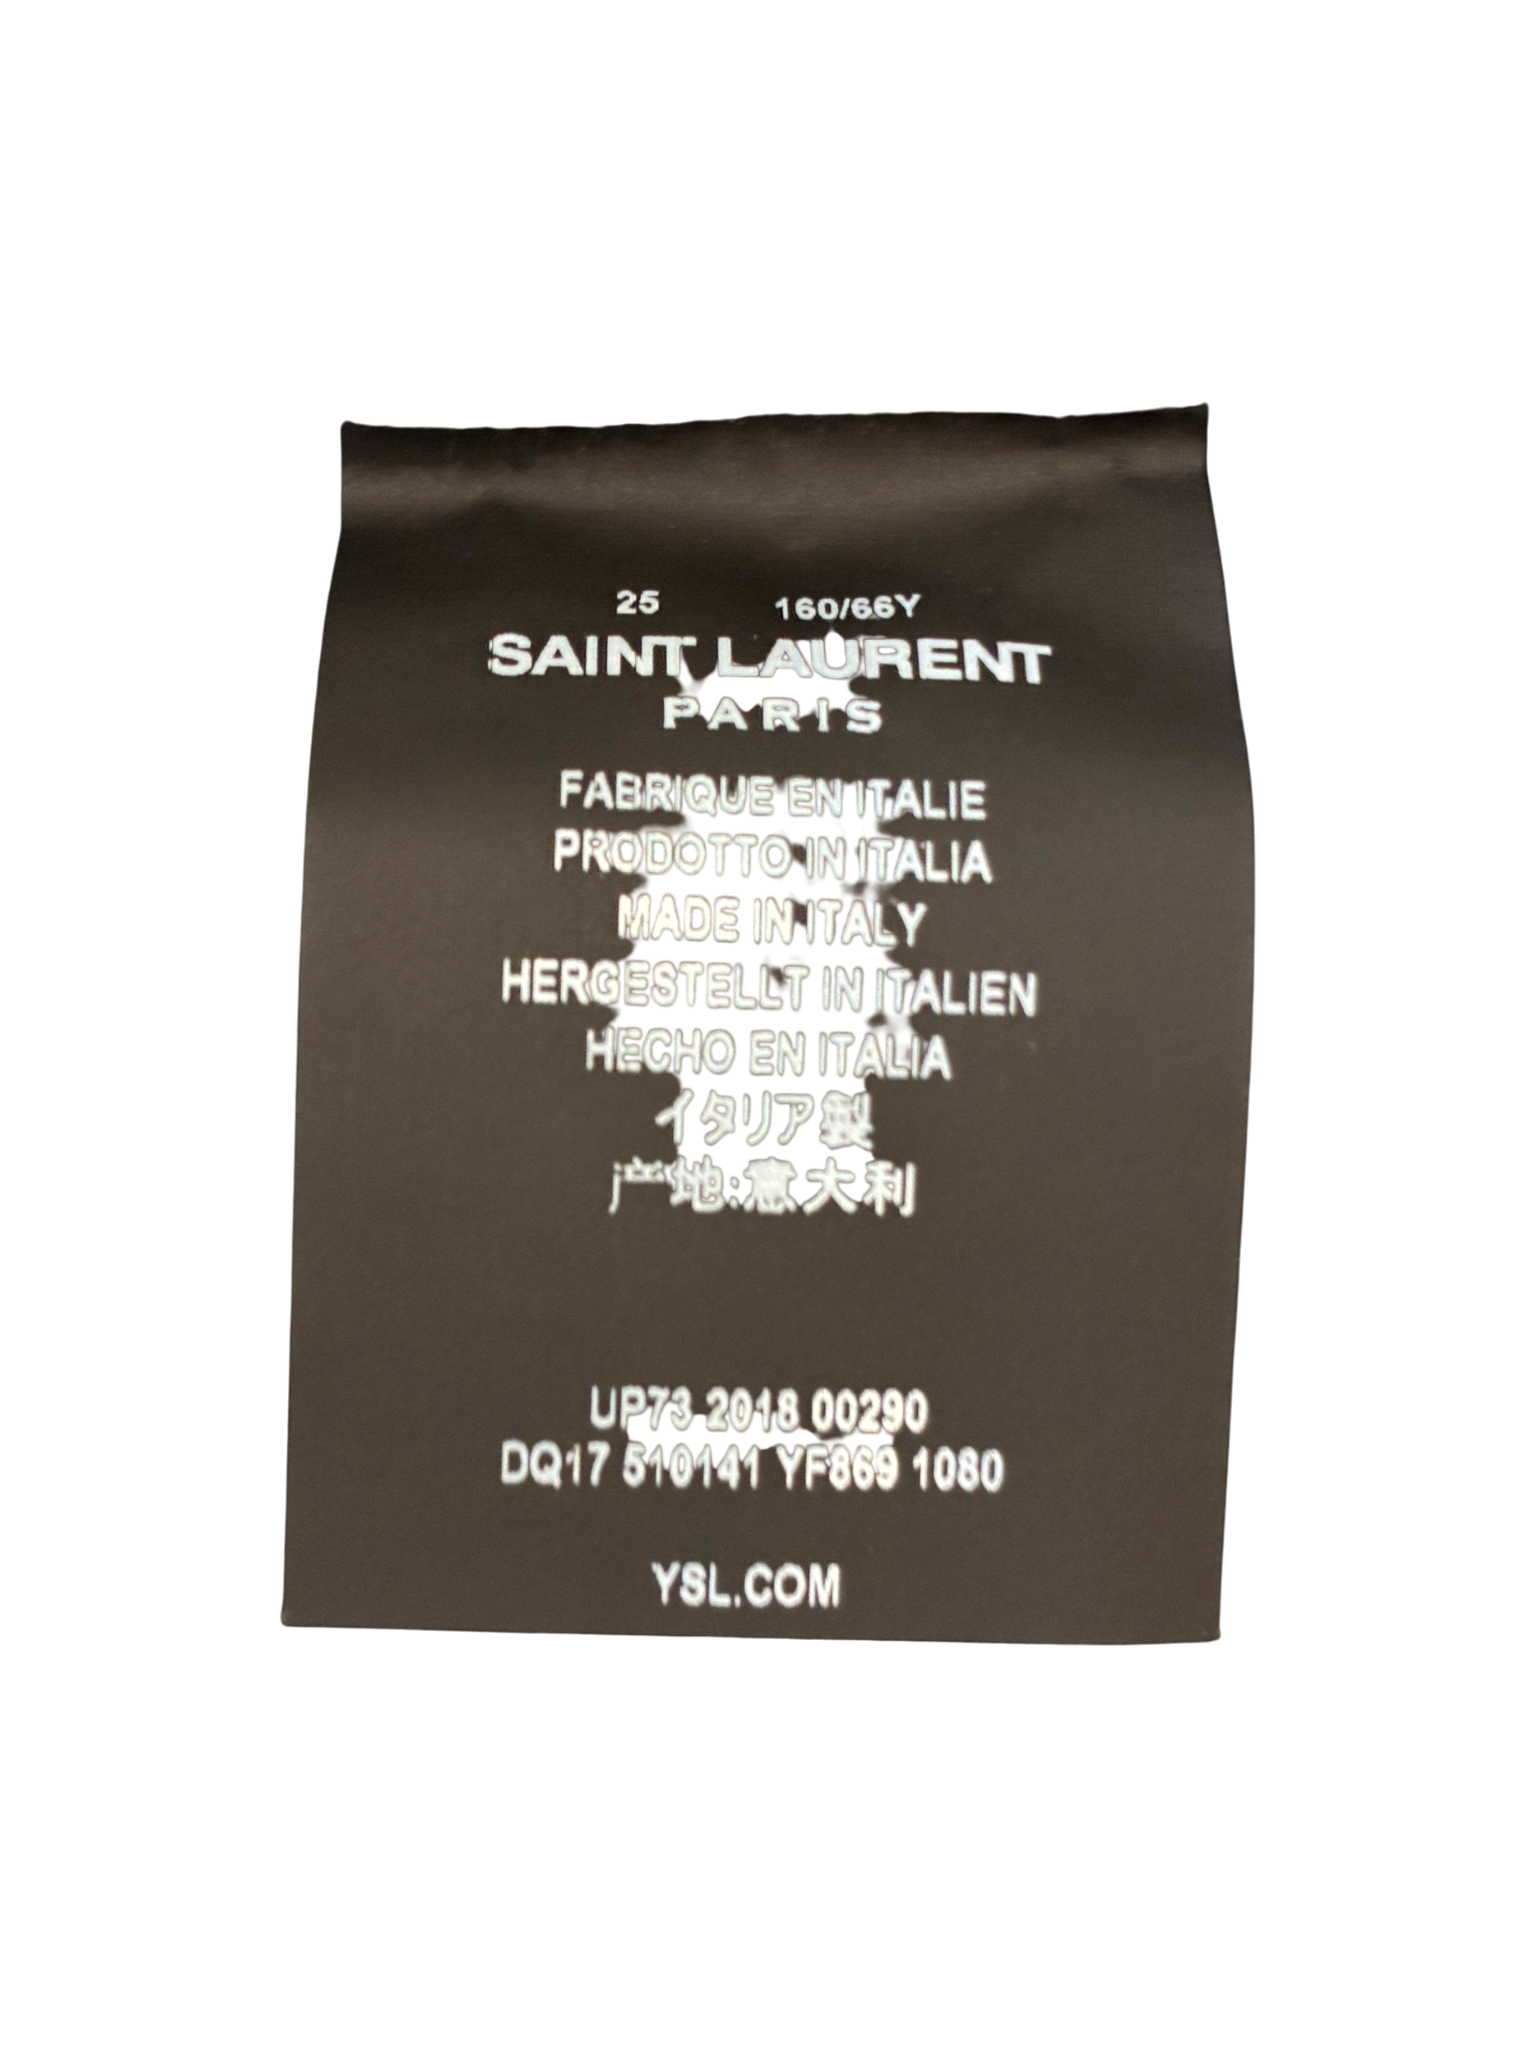 25 160/66Y
SAINT LAURENT
PARIS
FABRIQUE EN ITALIE
PRODOTTO IN ITALIA
MADE IN ITALY
HERGESTELLT IN ITALIEN
HECHO EN ITALIA
イタリア製
产地:意大利
UP73 2018 00290
DQ17 510141 YF869 1080
YSL.COM